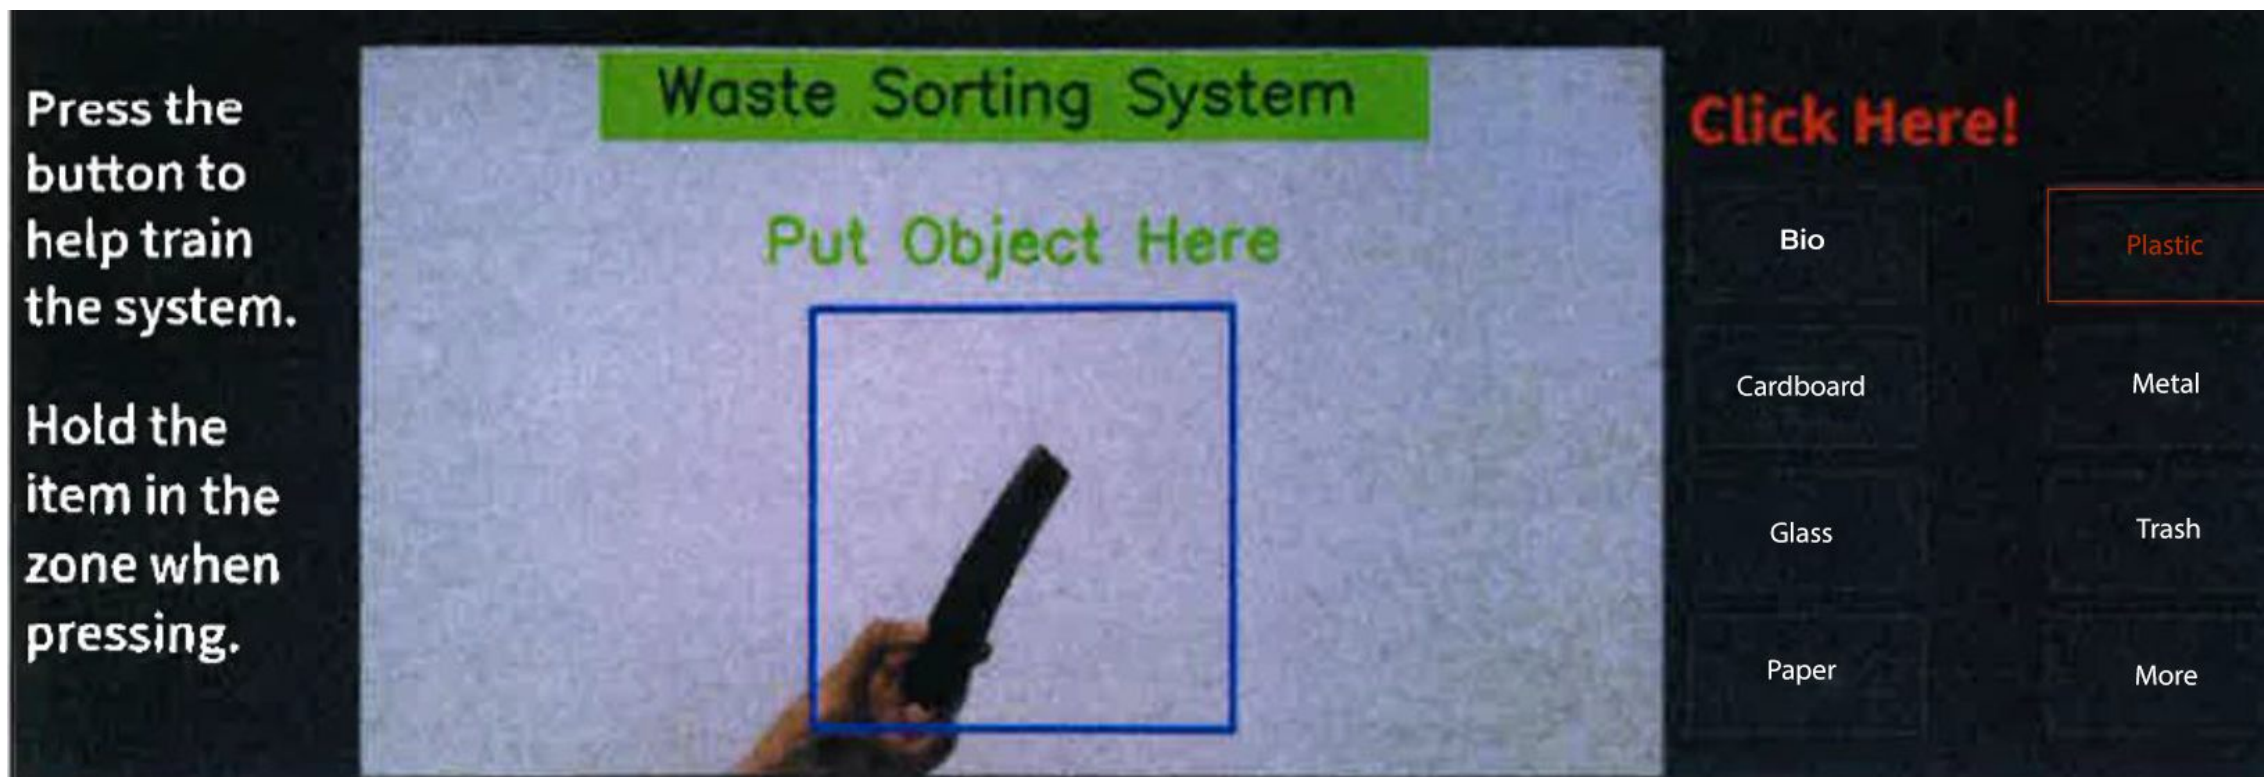 Press the
button to
help train
the system.
Hold the
item in the
zone when
pressing.
Waste Sorting System
Put Object Here
Click Here!
Bio
Plastic
Cardboard
Metal
Glass
Trash
Paper
More